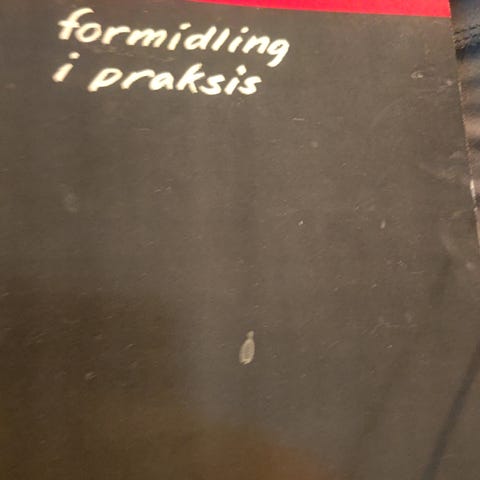 formidling
i praksis